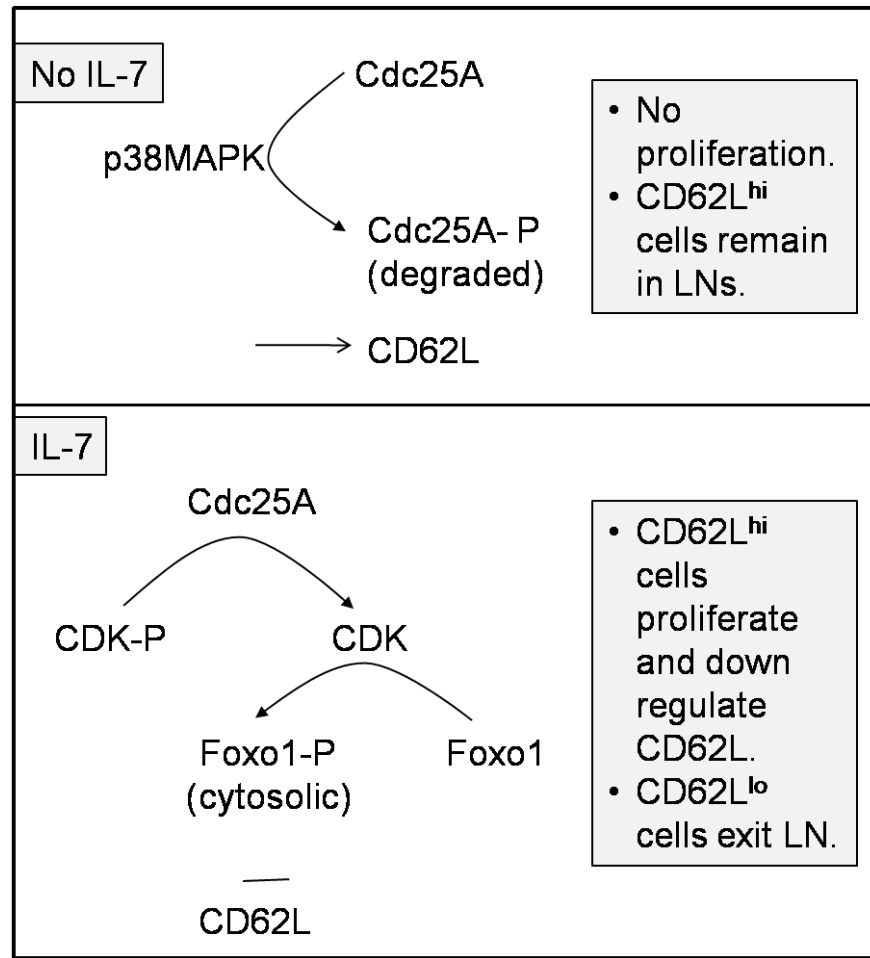 No IL-7
Cdc25A
p38MAPK
Cdc25A- P
(degraded)
CD62L
• No
proliferation.
• CD62Lhi
cells remain
in LNs.
IL-7
Cdc25A
CDK-P
CDK
Foxo1-P
(cytosolic)
Foxo1
CD62L
• CD62Lhi
cells
proliferate
and down
regulate
CD62L.
• CD62Llo
cells exit LN.